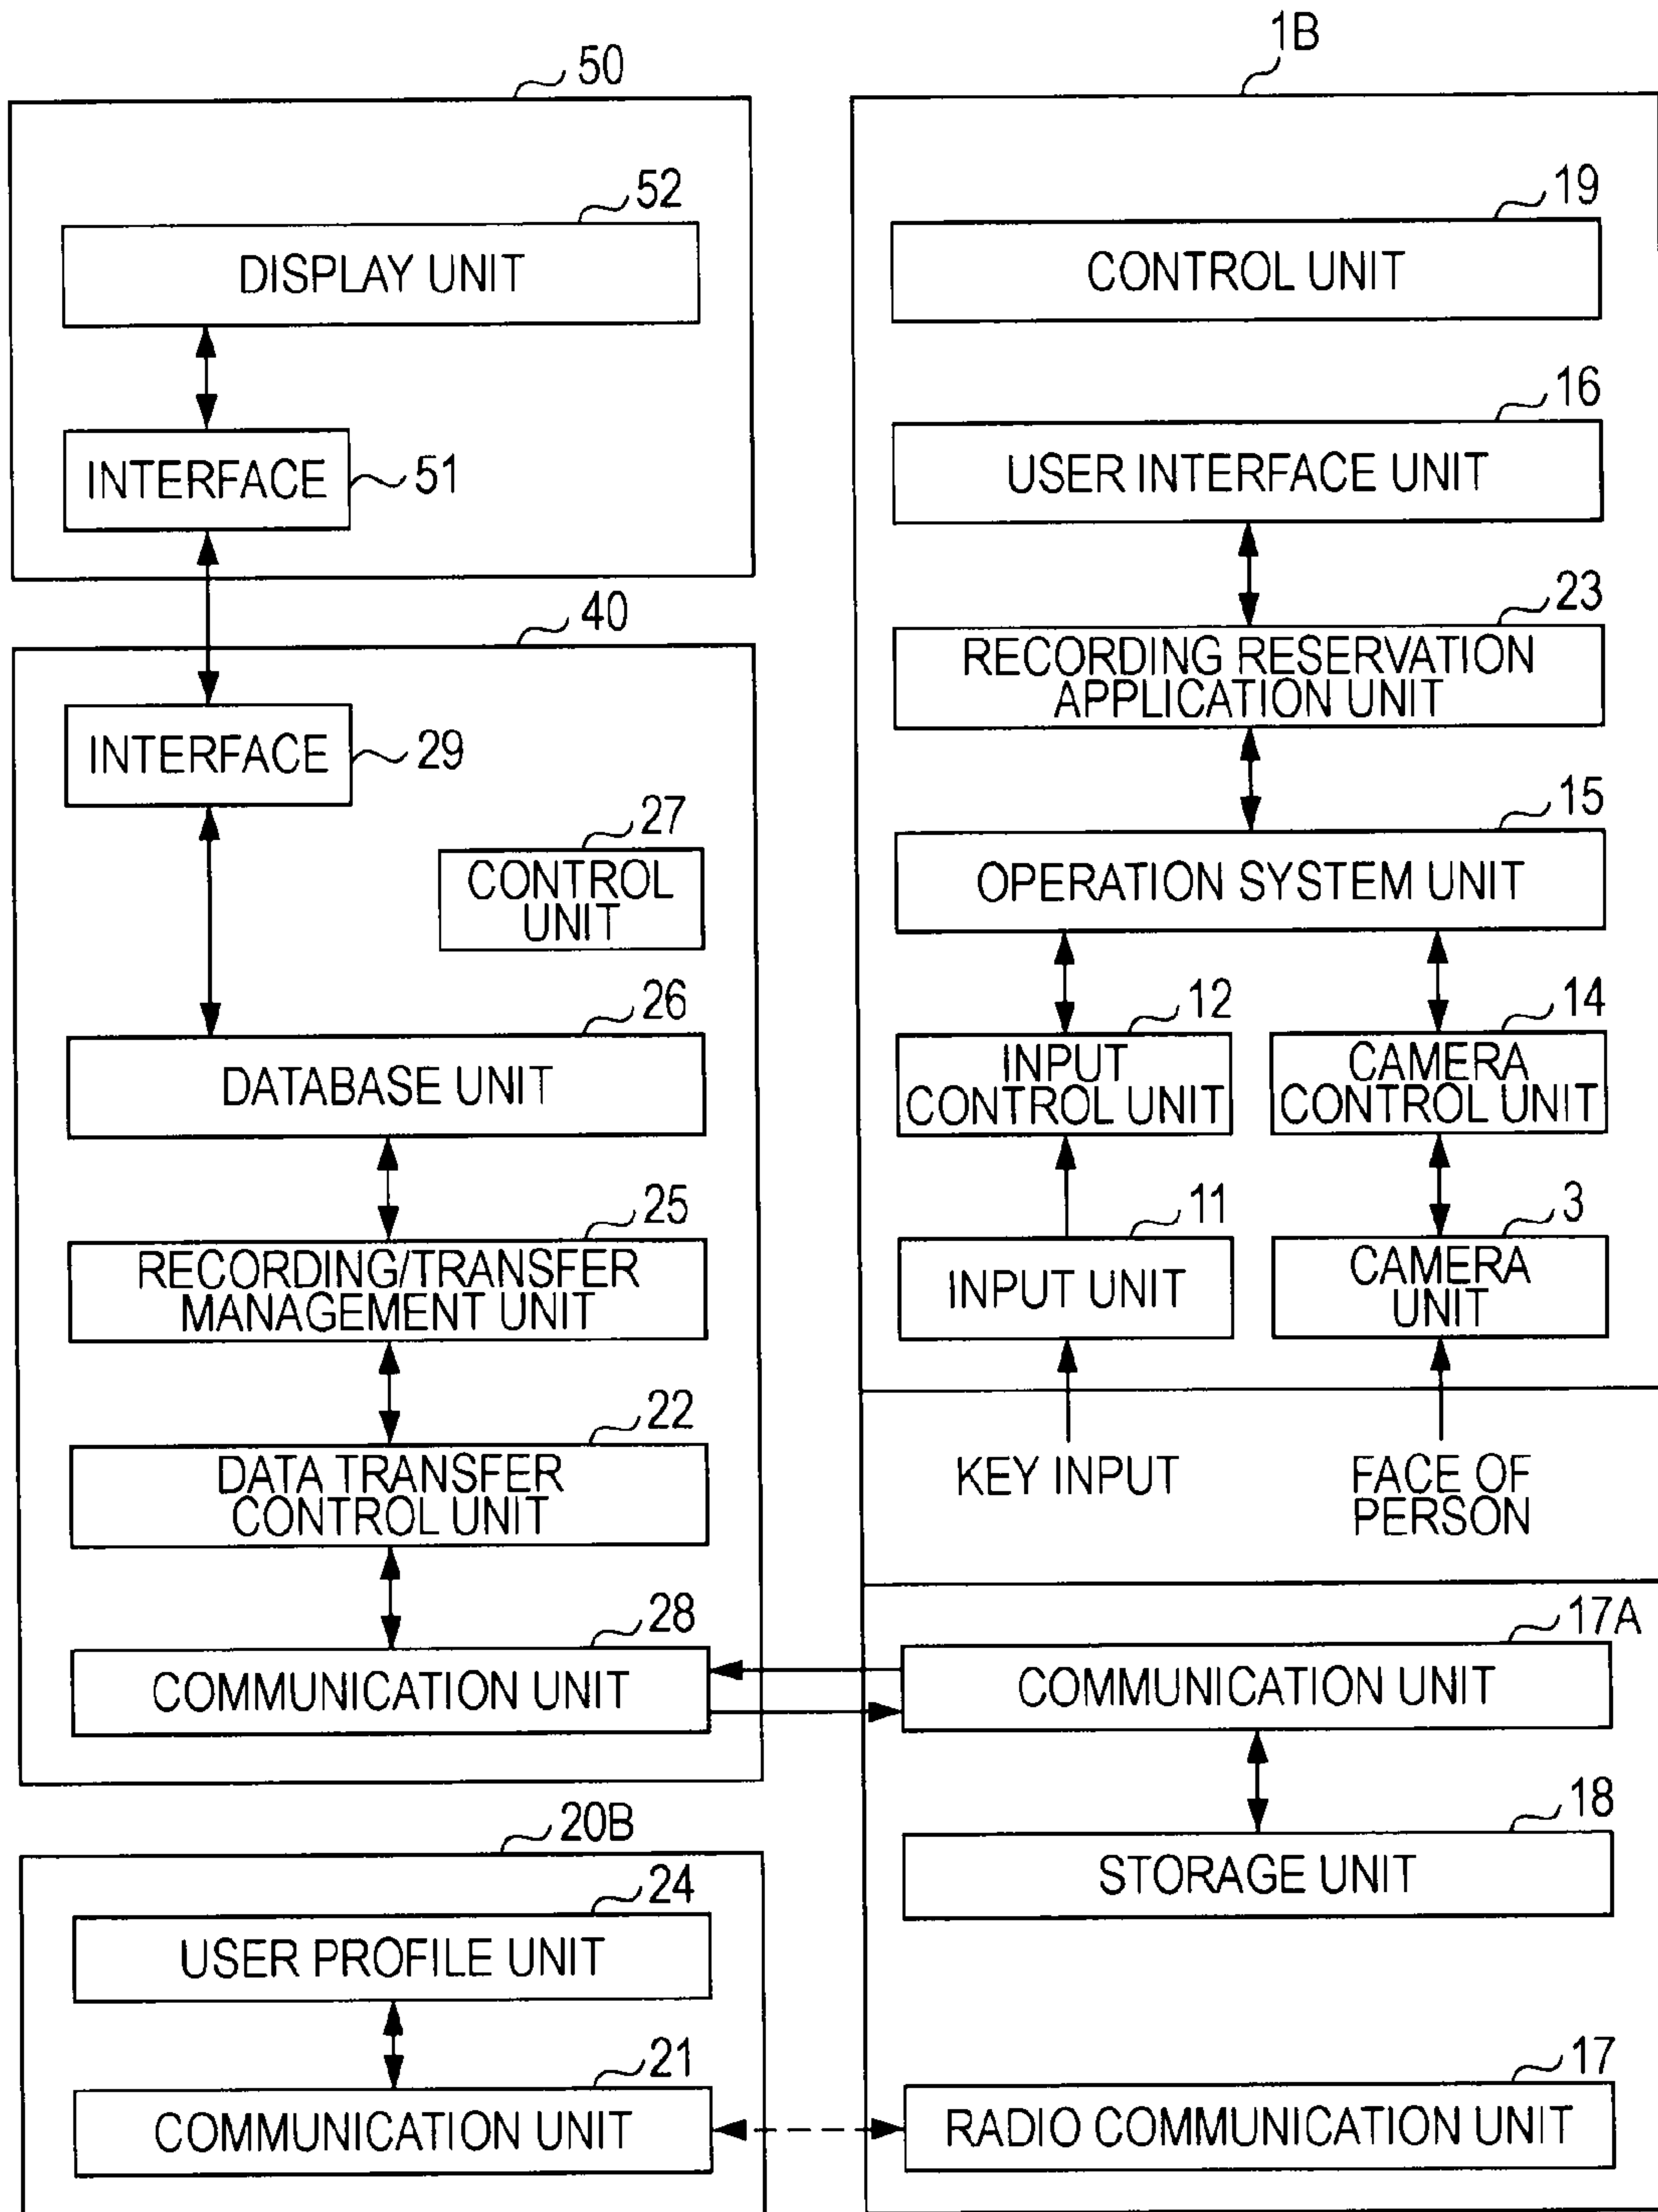 50
52
DISPLAY UNIT
INTERFACE
51
40
INTERFACE
29
27
CONTROL
UNIT
26
DATABASE UNIT
25
RECORDING/TRANSFER
MANAGEMENT UNIT
22
DATA TRANSFER
CONTROL UNIT
28
COMMUNICATION UNIT
20B
24
USER PROFILE UNIT
21
COMMUNICATION UNIT
1B
19
CONTROL UNIT
16
USER INTERFACE UNIT
23
RECORDING RESERVATION
APPLICATION UNIT
15
OPERATION SYSTEM UNIT
12
INPUT
CONTROL UNIT
14
CAMERA
CONTROL UNIT
11
INPUT UNIT
3
CAMERA
UNIT
KEY INPUT
FACE OF
PERSON
17A
COMMUNICATION UNIT
18
STORAGE UNIT
17
RADIO COMMUNICATION UNIT